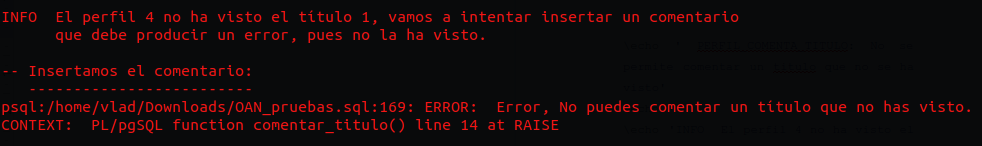 INFO  El perfil 4 no ha visto el título 1, vamos a intentar insertar un comentario
      que debe producir un error, pues no la ha visto.
-- Insertamos el comentario:
   -------------------------
psql:/home/vlad/Downloads/OAN_pruebas.sql:169: ERROR:  Error, No puedes comentar un título que no has visto.
CONTEXT:  PL/pgSQL function comentar_titulo() line 14 at RAISE